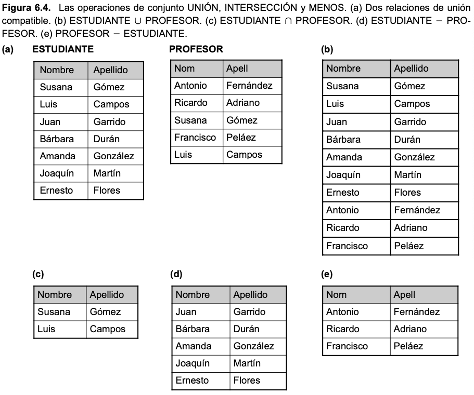 Figura 6.4. Las operaciones de conjunto UNIÓN, INTERSECCIÓN y MENOS. (a) Dos relaciones de unión
compatible. (b) ESTUDIANTE ∪ PROFESOR. (c) ESTUDIANTE ∩ PROFESOR. (d) ESTUDIANTE − PRO-
FESOR. (e) PROFESOR − ESTUDIANTE.
(a) ESTUDIANTE
Nombre Apellido
Susana Gómez
Luis Campos
Juan Garrido
Bárbara Durán
Amanda González
Joaquín Martín
Ernesto Flores
PROFESOR
Nom Apell
Antonio Fernández
Ricardo Adriano
Susana Gómez
Francisco Peláez
Luis Campos
(b)
Nombre Apellido
Susana Gómez
Luis Campos
Juan Garrido
Bárbara Durán
Amanda González
Joaquín Martín
Ernesto Flores
Antonio Fernández
Ricardo Adriano
Francisco Peláez
(c)
Nombre Apellido
Susana Gómez
Luis Campos
(d)
Nombre Apellido
Juan Garrido
Bárbara Durán
Amanda González
Joaquín Martín
Ernesto Flores
(e)
Nom Apell
Antonio Fernández
Ricardo Adriano
Francisco Peláez